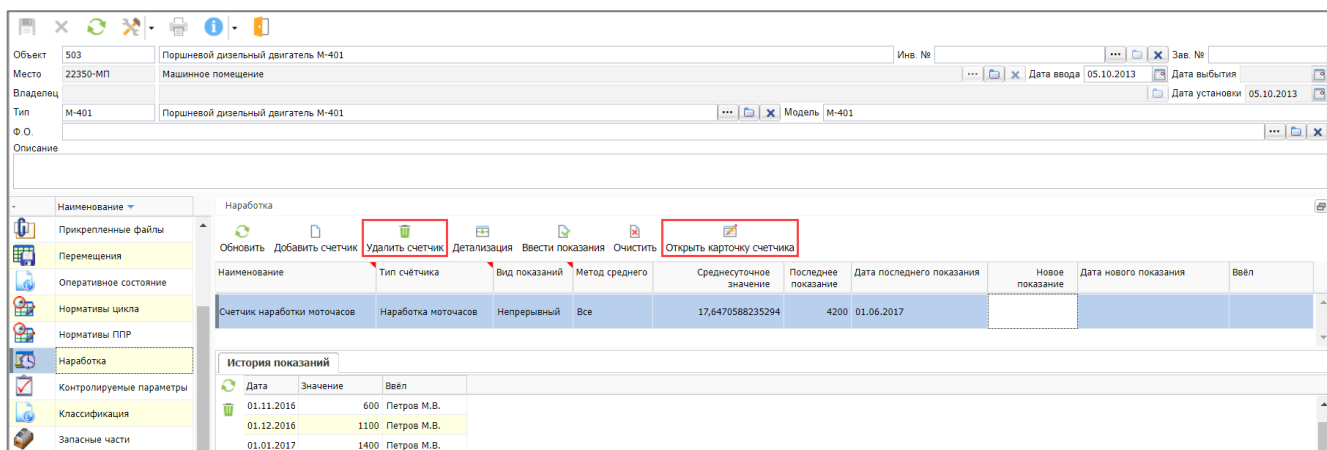 Объект 503 Поршневой дизельный двигатель М-401 Инв. № Зав. №
Место 22350-МП Машинное помещение Дата ввода 05.10.2013 Дата выбытия
Владелец Дата установки 05.10.2013
Тип М-401 Поршневой дизельный двигатель М-401 Модель М-401
Ф.О.
Описание
- Наименование
Прикрепленные файлы
Перемещения
Оперативное состояние
Нормативы цикла
Нормативы ППР
Наработка
Контролируемые параметры
Классификация
Запасные части
Наработка
Обновить Добавить счетчик Удалить счетчик Детализация Ввести показания Очистить Открыть карточку счетчика
Наименование Тип счётчика Вид показаний Метод среднего Среднесуточное значение Последнее показание Дата последнего показания Новое показание Дата нового показания Ввёл
Счетчик наработки моточасов Наработка моточасов Непрерывный Все 17,6470588235294 4200 01.06.2017
История показаний
Дата Значение Ввёл
01.11.2016 600 Петров М.В.
01.12.2016 1100 Петров М.В.
01.01.2017 1400 Петров М.В.